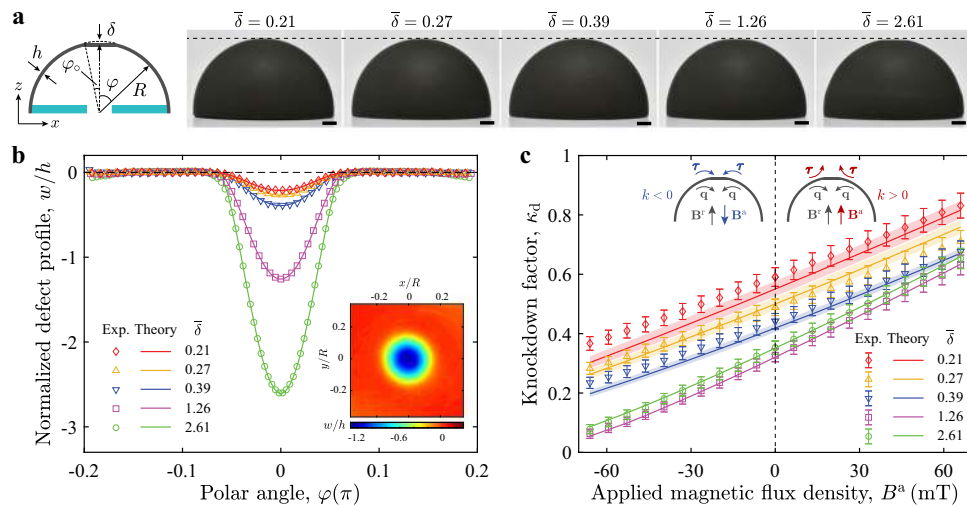 a
δ
h
φ∘
φ
R
z
x
δ̅ = 0.21
δ̅ = 0.27
δ̅ = 0.39
δ̅ = 1.26
δ̅ = 2.61
b
Normalized defect profile, w/h
0
-1
-2
-3
-0.2
-0.1
0
0.1
0.2
Polar angle, φ(π)
Exp. Theory δ̅
0.21
0.27
0.39
1.26
2.61
x/R
-0.2 0 0.2
y/R
0.2
0
-0.2
w/h
-1.2 -0.6 0
c
Knockdown factor, κd
1
0.8
0.6
0.4
0.2
0
-60
-30
0
30
60
Applied magnetic flux density, Bᵃ (mT)
τ τ
k < 0
q q
Bʳ Bᵃ
τ τ
k > 0
q q
Bʳ Bᵃ
Exp. Theory δ̅
0.21
0.27
0.39
1.26
2.61